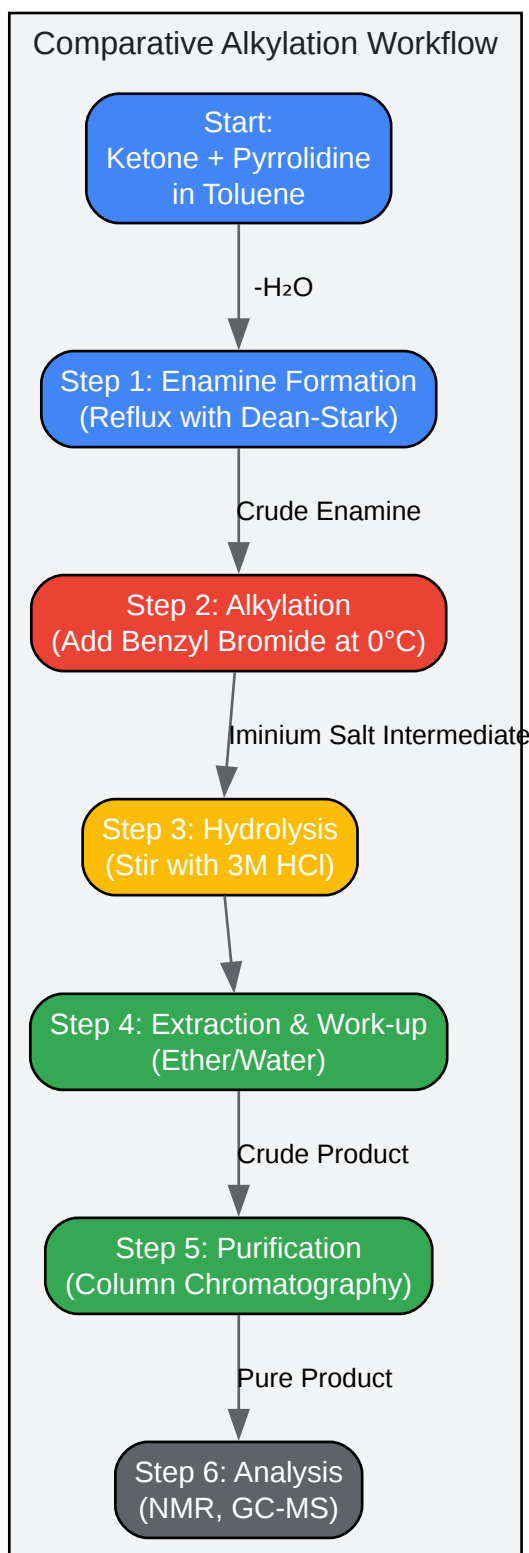 Comparative Alkylation Workflow
Start:
Ketone + Pyrrolidine
in Toluene
-H₂O
Step 1: Enamine Formation
(Reflux with Dean-Stark)
Crude Enamine
Step 2: Alkylation
(Add Benzyl Bromide at 0°C)
Iminium Salt Intermediate
Step 3: Hydrolysis
(Stir with 3M HCl)
Step 4: Extraction & Work-up
(Ether/Water)
Crude Product
Step 5: Purification
(Column Chromatography)
Pure Product
Step 6: Analysis
(NMR, GC-MS)